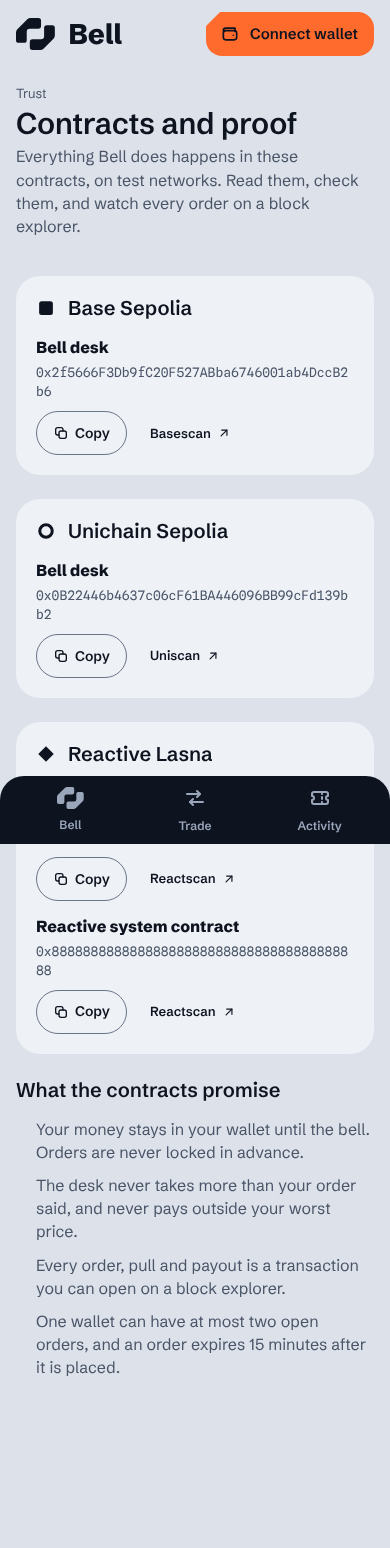 Bell
Connect wallet
Trust
Contracts and proof
Everything Bell does happens in these
contracts, on test networks. Read them, check
them, and watch every order on a block
explorer.
Base Sepolia
Bell desk
0x2f5666F3Db9fC20F527ABba6746001ab4DccB2
b6
Copy
Basescan
Unichain Sepolia
Bell desk
0x0B22446b4637c06cF61BA446096BB99cFd139b
b2
Copy
Uniscan
Reactive Lasna
Bell
Trade
Activity
Copy
Reactscan
Reactive system contract
0x88888888888888888888888888888888888888
88
Copy
Reactscan
What the contracts promise
Your money stays in your wallet until the bell.
Orders are never locked in advance.
The desk never takes more than your order
said, and never pays outside your worst
price.
Every order, pull and payout is a transaction
you can open on a block explorer.
One wallet can have at most two open
orders, and an order expires 15 minutes after
it is placed.